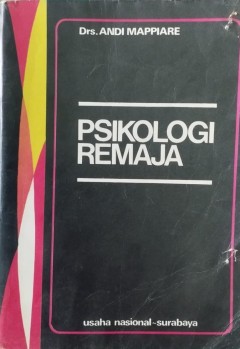 Drs. ANDI MAPPIARE
PSIKOLOGI
REMAJA
usaha nasional-surabaya